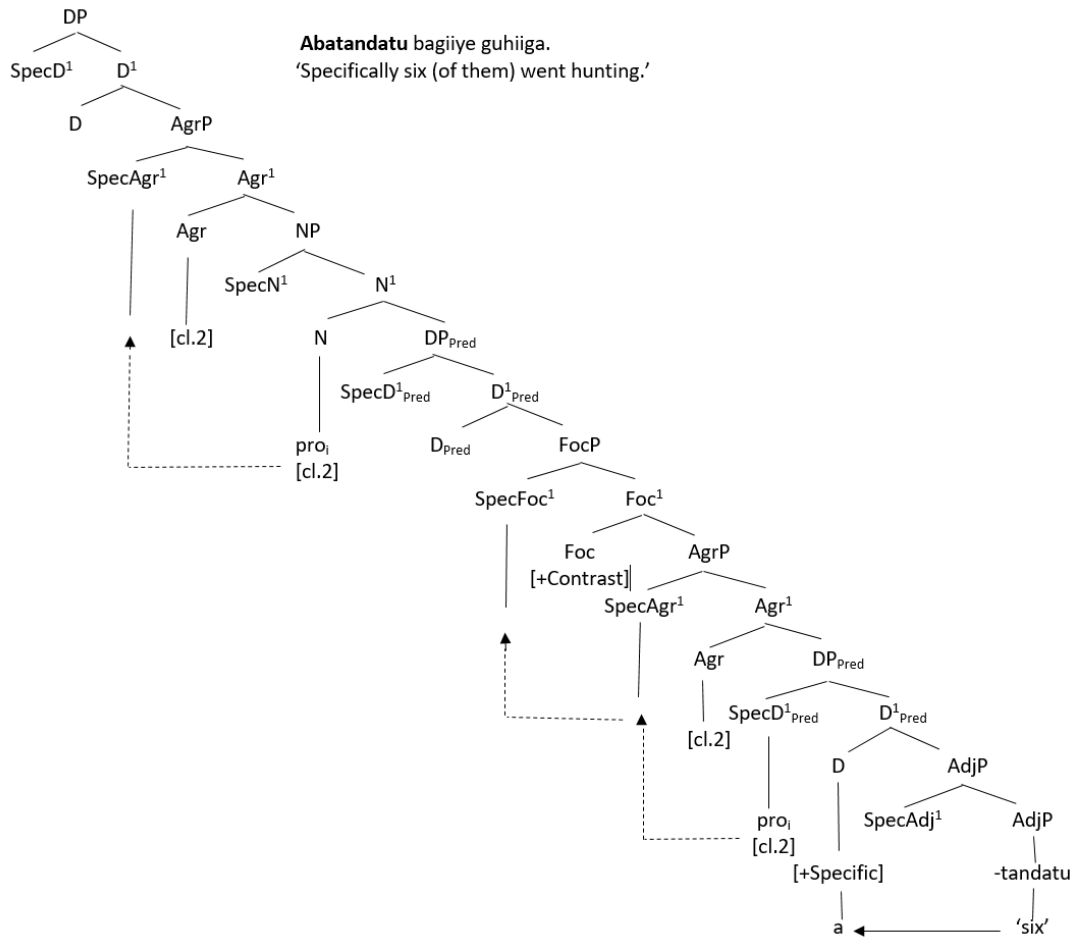 DP
Abatandatu bagiiye guhiiga.
SpecD¹ D¹
‘Specifically six (of them) went hunting.’
D AgrP
SpecAgr¹ Agr¹
Agr NP
SpecN¹ N¹
[cl.2] N DPPred
SpecD¹Pred D¹Pred
proi DPred FocP
[cl.2]
SpecFoc¹ Foc¹
Foc AgrP
[+Contrast]
SpecAgr¹ Agr¹
Agr DPPred
SpecD¹Pred D¹Pred
[cl.2]
D AdjP
proi SpecAdj¹ AdjP
[cl.2]
[+Specific] -tandatu
a ‘six’